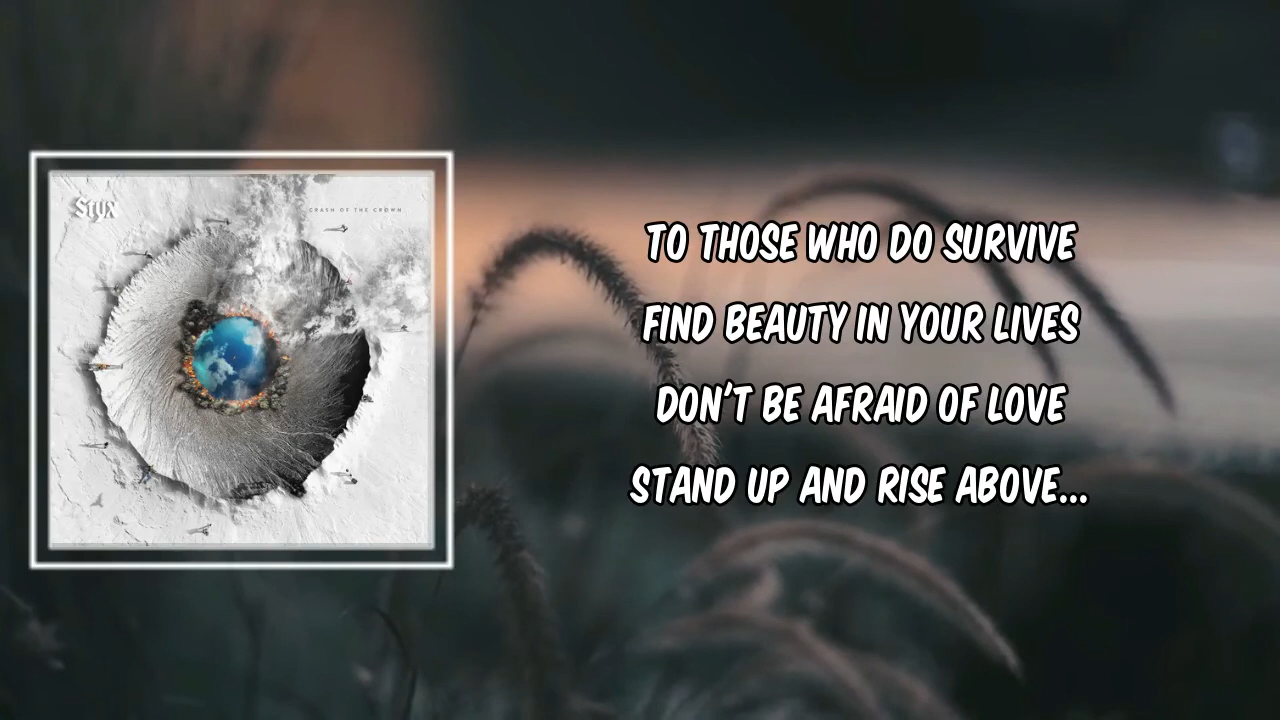 Styx
CRASH OF THE CROWN
TO THOSE WHO DO SURVIVE
FIND BEAUTY IN YOUR LIVES
DON'T BE AFRAID OF LOVE
STAND UP AND RISE ABOVE...